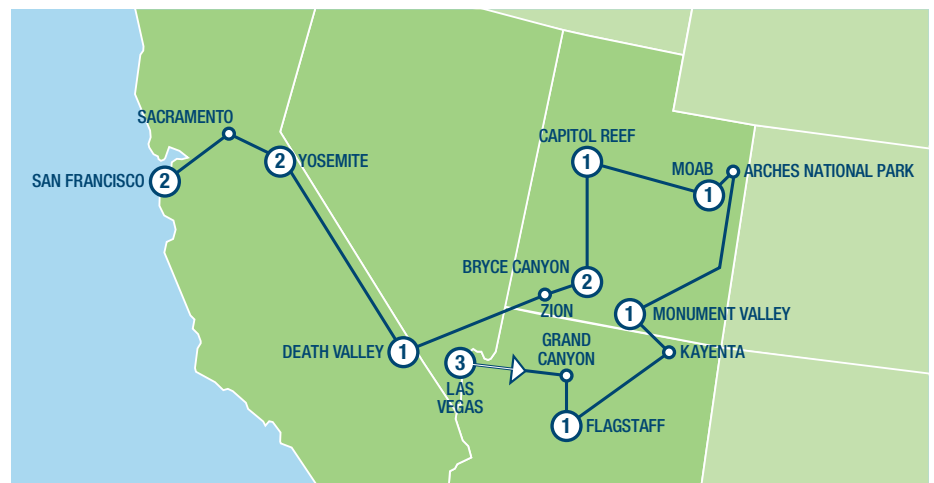 SACRAMENTO
CAPITOL REEF
2
YOSEMITE
1
MOAB
ARCHES NATIONAL PARK
SAN FRANCISCO
2
1
BRYCE CANYON
2
ZION
1
MONUMENT VALLEY
DEATH VALLEY
1
GRAND
CANYON
KAYENTA
3
LAS
VEGAS
1
FLAGSTAFF